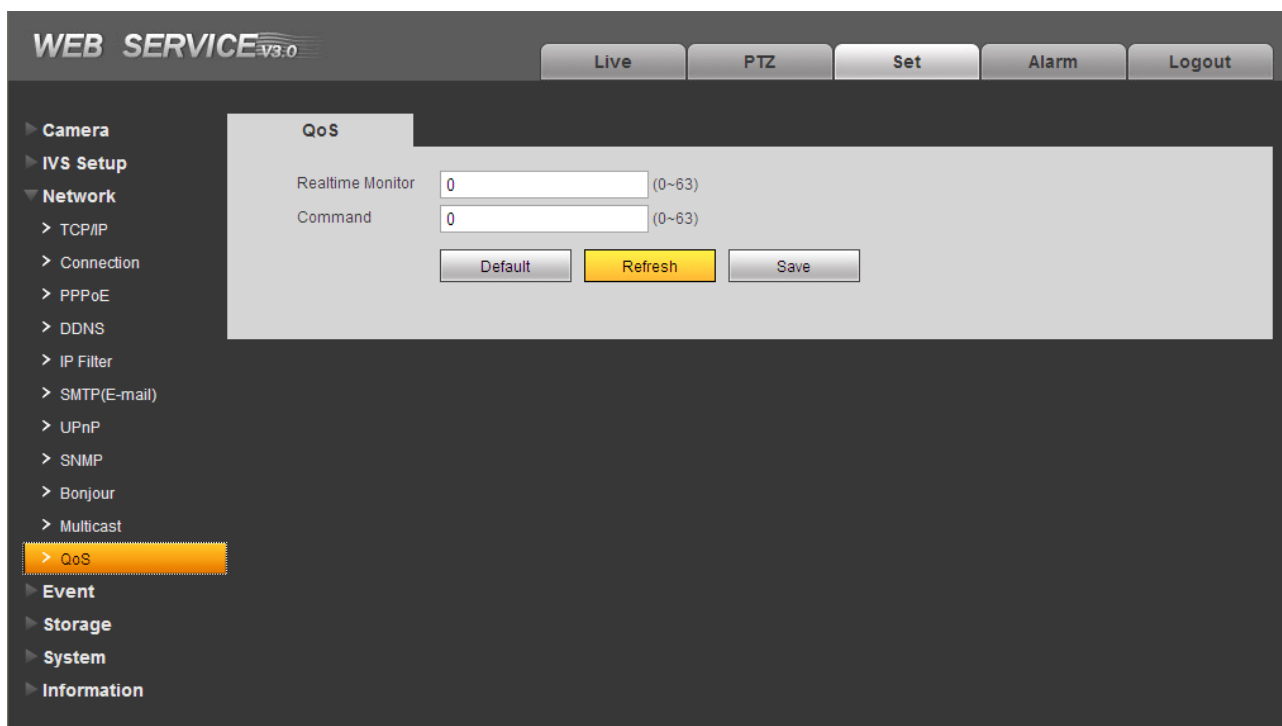 WEB SERVICE V3.0
Live
PTZ
Set
Alarm
Logout
Camera
IVS Setup
Network
> TCP/IP
> Connection
> PPPoE
> DDNS
> IP Filter
> SMTP(E-mail)
> UPnP
> SNMP
> Bonjour
> Multicast
> QoS
Event
Storage
System
Information
QoS
Realtime Monitor 0 (0~63)
Command 0 (0~63)
Default Refresh Save